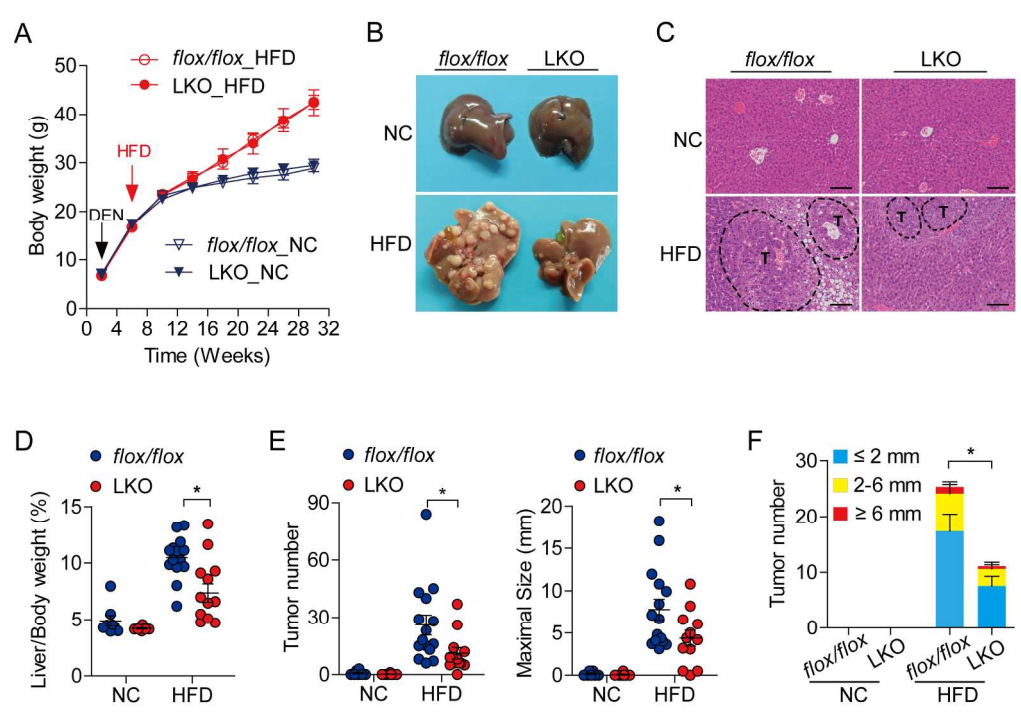 A
flox/flox_HFD
LKO_HFD
HFD
DEN
flox/flox_NC
LKO_NC
Body weight (g)
50
40
30
20
10
0
0 4 8 12 16 20 24 28 32
Time (Weeks)
B
flox/flox LKO
NC
HFD
C
flox/flox LKO
NC
HFD
T T T T
D
flox/flox
LKO
*
Liver/Body weight (%)
15
10
5
0
NC HFD
E
flox/flox
LKO
*
Tumor number
90
60
30
0
NC HFD
flox/flox
LKO
*
Maximal Size (mm)
20
15
10
5
0
NC HFD
F
≤ 2 mm
2-6 mm
≥ 6 mm
*
Tumor number
30
20
10
0
flox/flox LKO flox/flox LKO
NC HFD